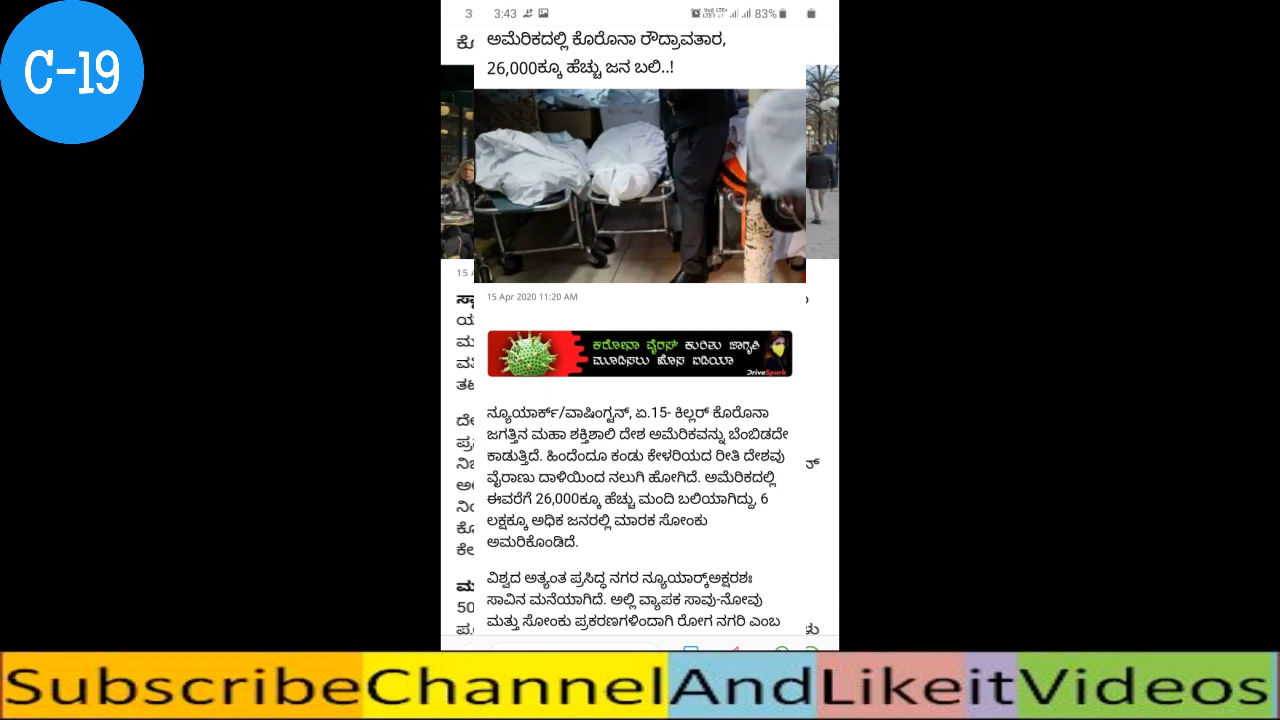 C-19
3:43
83%
ಅಮೆರಿಕದಲ್ಲಿ ಕೊರೊನಾ ರೌದ್ರಾವತಾರ,
26,000ಕ್ಕೂ ಹೆಚ್ಚು ಜನ ಬಲಿ..!
15 Apr 2020 11:20 AM
ಕರೋನಾ ವೈರಸ್ ಕುರಿತು ಜಾಗೃತಿ
ಮೂಡಿಸಲು ಹೊಸ ಐಡಿಯಾ
DriveSpark
ನ್ಯೂಯಾರ್ಕ್/ವಾಷಿಂಗ್ಟನ್, ಏ.15- ಕಿಲ್ಲರ್ ಕೊರೊನಾ
ಜಗತ್ತಿನ ಮಹಾ ಶಕ್ತಿಶಾಲಿ ದೇಶ ಅಮೆರಿಕವನ್ನು ಬೆಂಬಿಡದೇ
ಕಾಡುತ್ತಿದೆ. ಹಿಂದೆಂದೂ ಕಂಡು ಕೇಳರಿಯದ ರೀತಿ ದೇಶವು
ವೈರಾಣು ದಾಳಿಯಿಂದ ನಲುಗಿ ಹೋಗಿದೆ. ಅಮೆರಿಕದಲ್ಲಿ
ಈವರೆಗೆ 26,000ಕ್ಕೂ ಹೆಚ್ಚು ಮಂದಿ ಬಲಿಯಾಗಿದ್ದು, 6
ಲಕ್ಷಕ್ಕೂ ಅಧಿಕ ಜನರಲ್ಲಿ ಮಾರಕ ಸೋಂಕು
ಅಮರಿಕೊಂಡಿದೆ.
ವಿಶ್ವದ ಅತ್ಯಂತ ಪ್ರಸಿದ್ಧ ನಗರ ನ್ಯೂಯಾರ್ಕ್‌ಅಕ್ಷರಶಃ
ಸಾವಿನ ಮನೆಯಾಗಿದೆ. ಅಲ್ಲಿ ವ್ಯಾಪಕ ಸಾವು-ನೋವು
ಮತ್ತು ಸೋಂಕು ಪ್ರಕರಣಗಳಿಂದಾಗಿ ರೋಗ ನಗರಿ ಎಂಬ
SubscribeChannelAndLikeitVideos